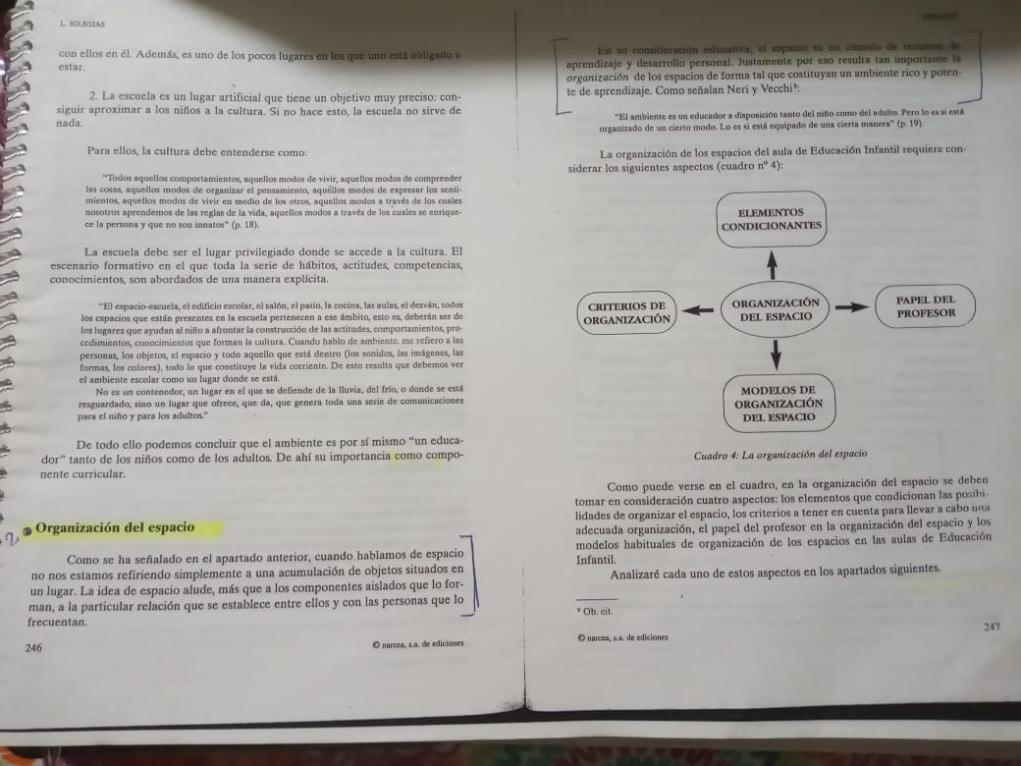 L. IGLESIAS
con ellos en él. Además, es uno de los pocos lugares en los que uno está obligado a
estar.
2. La escuela es un lugar artificial que tiene un objetivo muy preciso: con-
siguir aproximar a los niños a la cultura. Si no hace esto, la escuela no sirve de
nada.
Para ellos, la cultura debe entenderse como:
"Todos aquellos comportamientos, aquellos modos de vivir, aquellos modos de comprender
las cosas, aquellos modos de organizar el pensamiento, aquéllos modos de expresar los senti-
mientos, aquellos modos de vivir en medio de los otros, aquellos modos a través de los cuales
nosotros aprendemos de las reglas de la vida, aquellos modos a través de los cuales se enrique-
ce la persona y que no son innatos" (p. 18).
La escuela debe ser el lugar privilegiado donde se accede a la cultura. El
escenario formativo en el que toda la serie de hábitos, actitudes, competencias,
conocimientos, son abordados de una manera explícita.
"El espacio-escuela, el edificio escolar, el salón, el patio, la cocina, las aulas, el desván, todos
los espacios que están presentes en la escuela pertenecen a ese ámbito, esto es, deberán ser de
los lugares que ayudan al niño a afrontar la construcción de las actitudes, comportamientos, pro-
cedimientos, conocimientos que forman la cultura. Cuando hablo de ambiente, me refiero a las
personas, los objetos, el espacio y todo aquello que está dentro (los sonidos, las imágenes, las
formas, los colores), todo lo que constituye la vida corriente. De esto resulta que debemos ver
el ambiente escolar como un lugar donde se está.
No es un contenedor, un lugar en el que se defiende de la lluvia, del frío, o donde se está
resguardado, sino un lugar que ofrece, que da, que genera toda una serie de comunicaciones
para el niño y para los adultos."
De todo ello podemos concluir que el ambiente es por sí mismo "un educa-
dor" tanto de los niños como de los adultos. De ahí su importancia como compo-
nente curricular.
2
Organización del espacio
Como se ha señalado en el apartado anterior, cuando hablamos de espacio
no nos estamos refiriendo simplemente a una acumulación de objetos situados en
un lugar. La idea de espacio alude, más que a los componentes aislados que lo for-
man, a la particular relación que se establece entre ellos y con las personas que lo
frecuentan.
246
© narcea, s.a. de ediciones
En su consideración educativa, el espacio es un cúmulo de recursos de
aprendizaje y desarrollo personal. Justamente por eso resulta tan importante la
organización de los espacios de forma tal que costituyan un ambiente rico y poten-
te de aprendizaje. Como señalan Neri y Vecchi⁹:
"El ambiente es un educador a disposición tanto del niño como del adulto. Pero lo es si está
organizado de un cierto modo. Lo es si está equipado de una cierta manera" (p. 19).
La organización de los espacios del aula de Educación Infantil requiere con-
siderar los siguientes aspectos (cuadro nº 4):
ELEMENTOS
CONDICIONANTES
CRITERIOS DE
ORGANIZACIÓN
ORGANIZACIÓN
DEL ESPACIO
PAPEL DEL
PROFESOR
MODELOS DE
ORGANIZACIÓN
DEL ESPACIO
Cuadro 4: La organización del espacio
Como puede verse en el cuadro, en la organización del espacio se deben
tomar en consideración cuatro aspectos: los elementos que condicionan las posibi-
lidades de organizar el espacio, los criterios a tener en cuenta para llevar a cabo una
adecuada organización, el papel del profesor en la organización del espacio y los
modelos habituales de organización de los espacios en las aulas de Educación
Infantil.
Analizaré cada uno de estos aspectos en los apartados siguientes.
⁹ Ob. cit.
© narcea, s.a. de ediciones
247